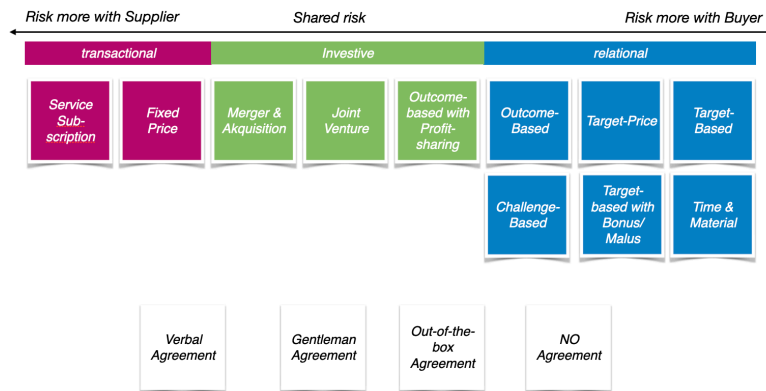 Risk more with Supplier
Shared risk
Risk more with Buyer
transactional
Investive
relational
Service
Sub-
scription
Fixed
Price
Merger &
Akquisition
Joint
Venture
Outcome-
based with
Profit-
sharing
Outcome-
Based
Target-Price
Target-
Based
Challenge-
Based
Target-
based with
Bonus/
Malus
Time &
Material
Verbal
Agreement
Gentleman
Agreement
Out-of-the-
box
Agreement
NO
Agreement